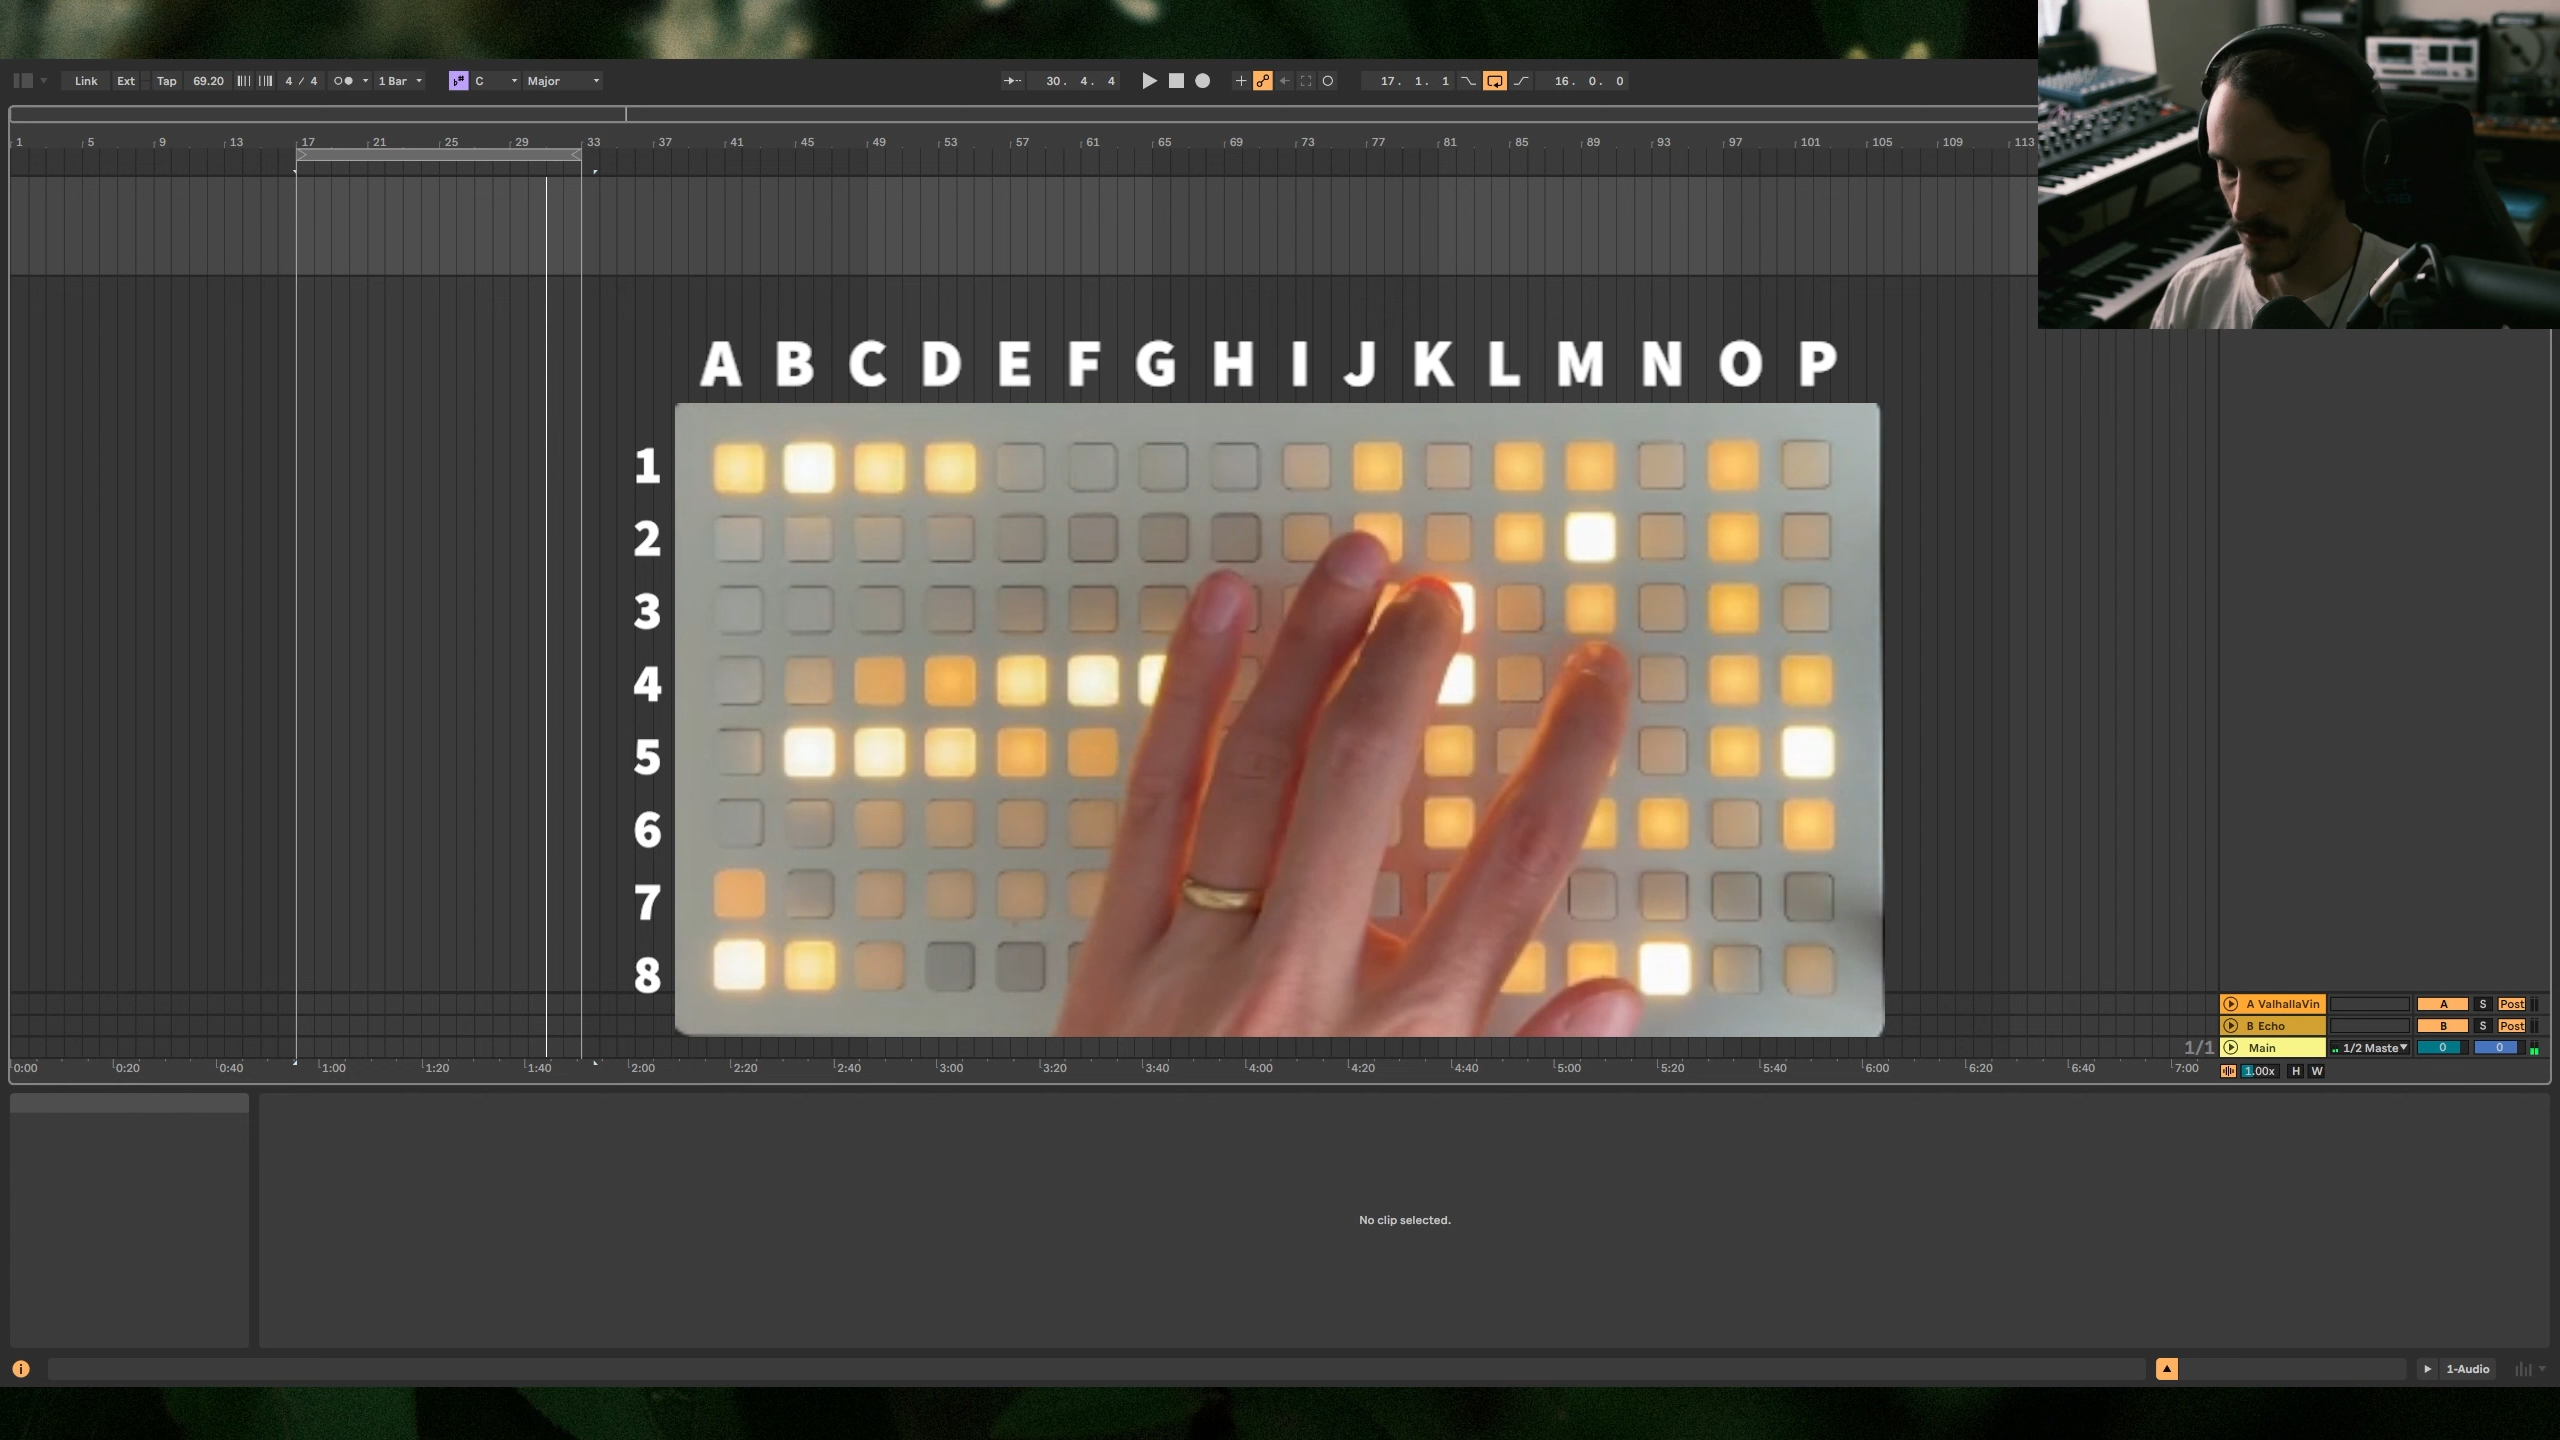 Link Ext Tap 69.20 4 / 4 1 Bar C Major 30. 4. 4 17. 1. 1 16. 0. 0
1 5 9 13 17 21 25 29 33 37 41 45 49 53 57 61 65 69 73 77 81 85 89 93 97 101 105 109 113
A B C D E F G H I J K L M N O P
1
2
3
4
5
6
7
8
A ValhallaVin A S Post
B Echo B S Post
1/1 Main 1/2 Maste 0 0
0:00 0:20 0:40 1:00 1:20 1:40 2:00 2:20 2:40 3:00 3:20 3:40 4:00 4:20 4:40 5:00 5:20 5:40 6:00 6:20 6:40 7:00 1.00x H W
No clip selected.
1-Audio